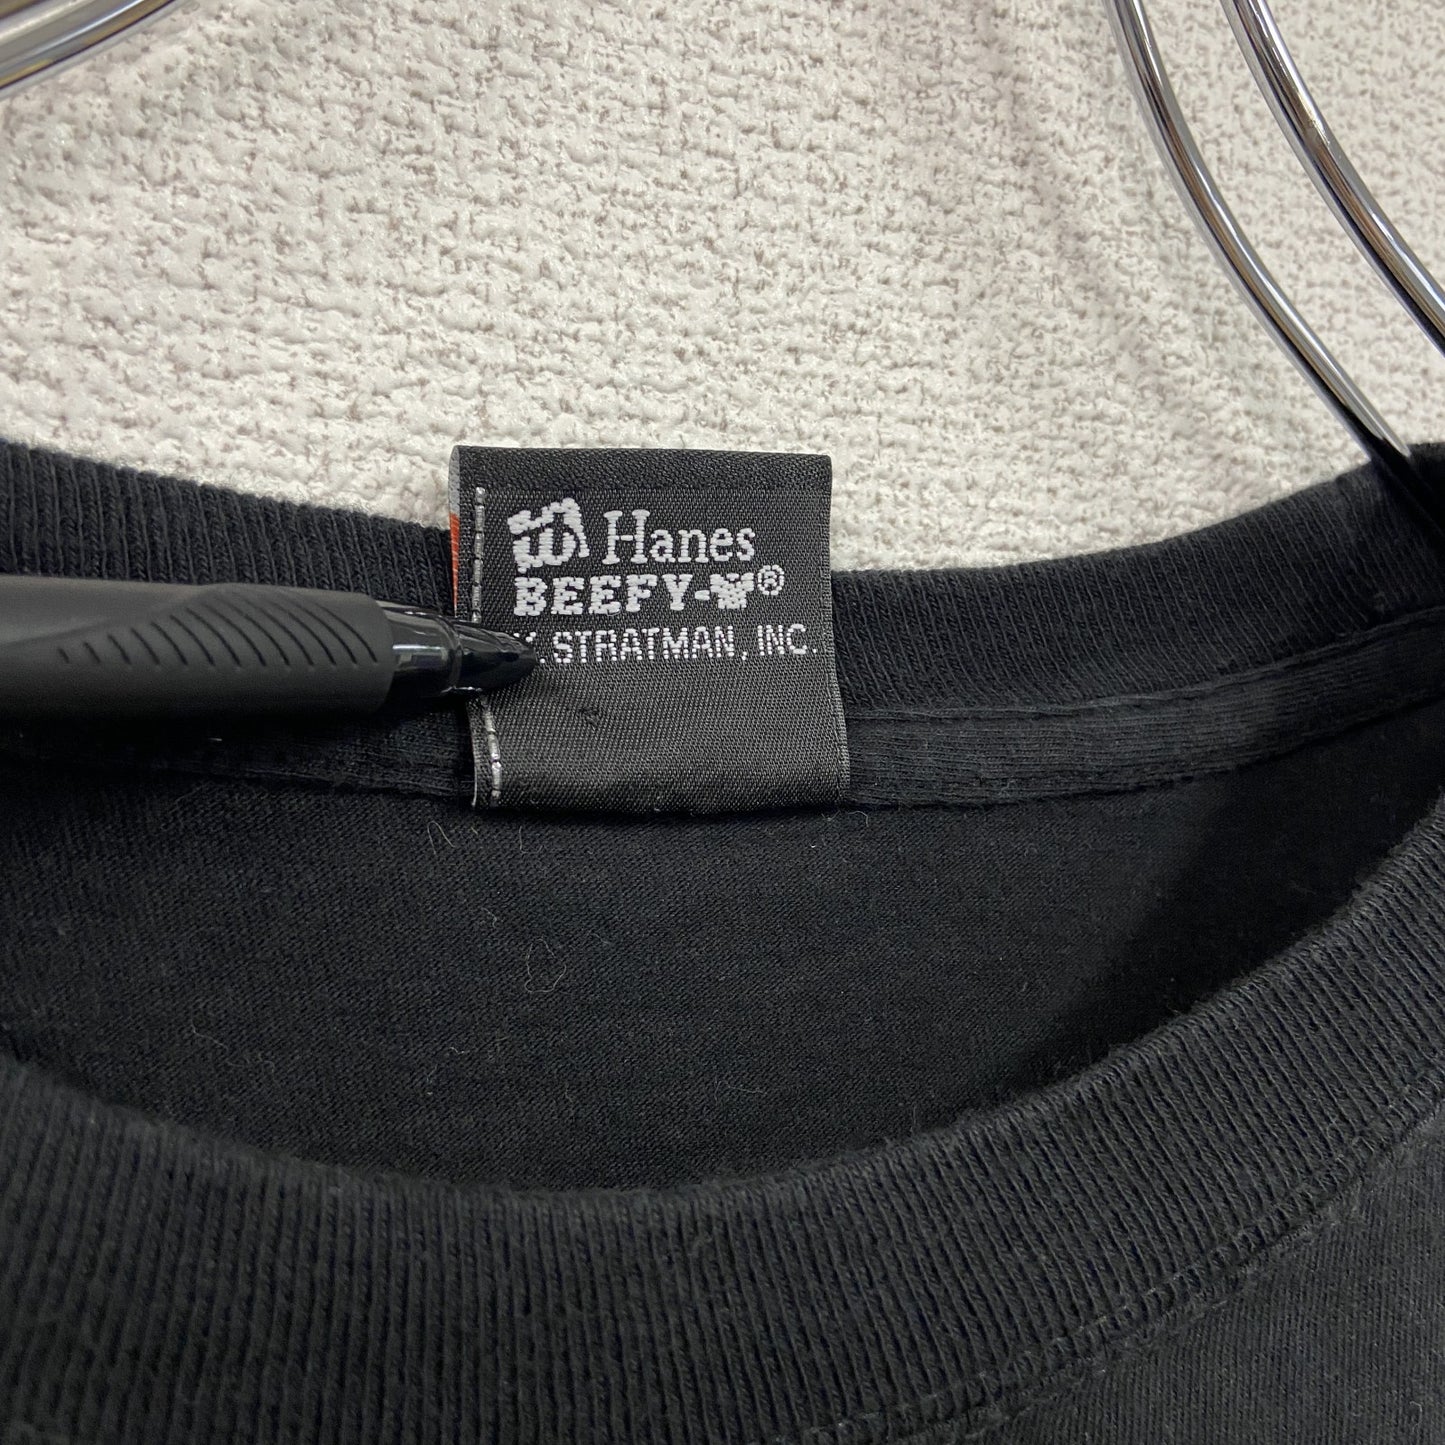 Hanes
BEEFY-T®
STRATMAN, INC.